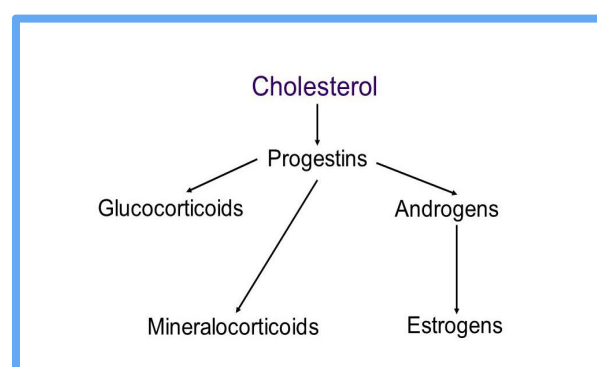 Cholesterol
Progestins
Glucocorticoids
Androgens
Mineralocorticoids
Estrogens